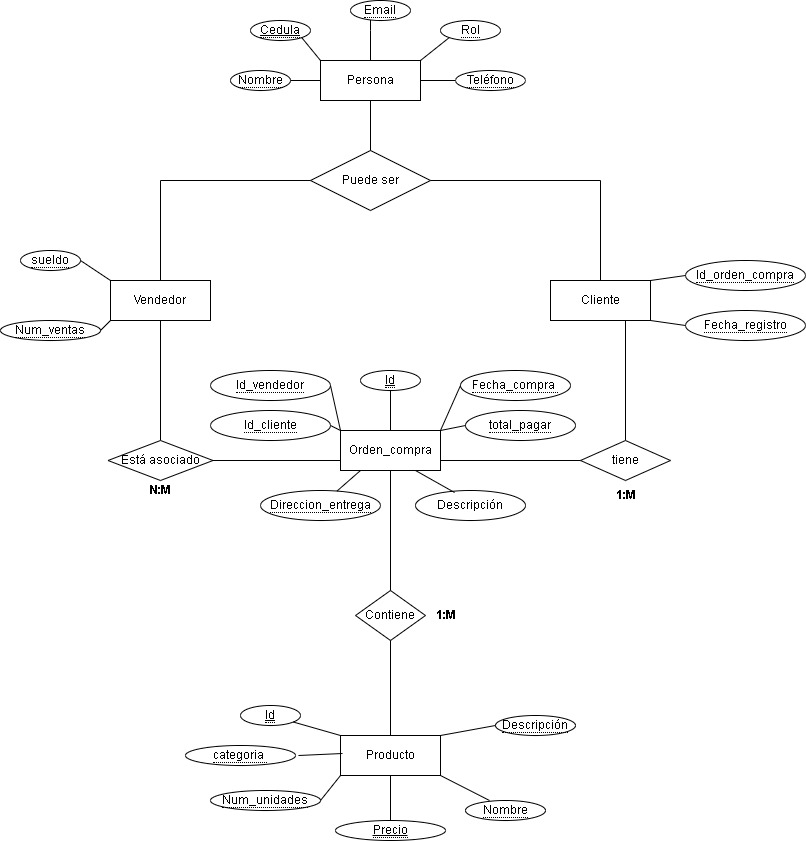 Email
Cedula
Rol
Nombre
Persona
Teléfono
Puede ser
sueldo
Id_orden_compra
Vendedor
Cliente
Num_ventas
Fecha_registro
Id_vendedor
Id
Fecha_compra
Id_cliente
total_pagar
Orden_compra
Está asociado
tiene
N:M
1:M
Direccion_entrega
Descripción
Contiene
1:M
Id
Descripción
categoria
Producto
Num_unidades
Nombre
Precio